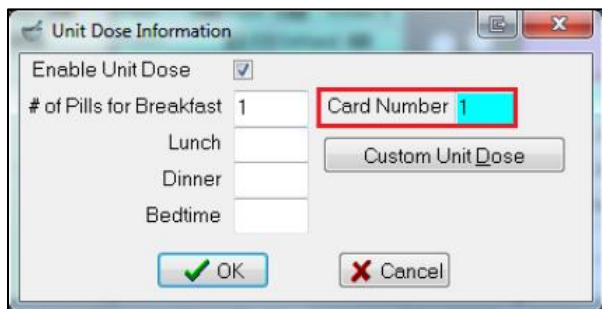 Unit Dose Information
Enable Unit Dose
# of Pills for Breakfast 1 Card Number 1
Lunch
Custom Unit Dose
Dinner
Bedtime
OK Cancel